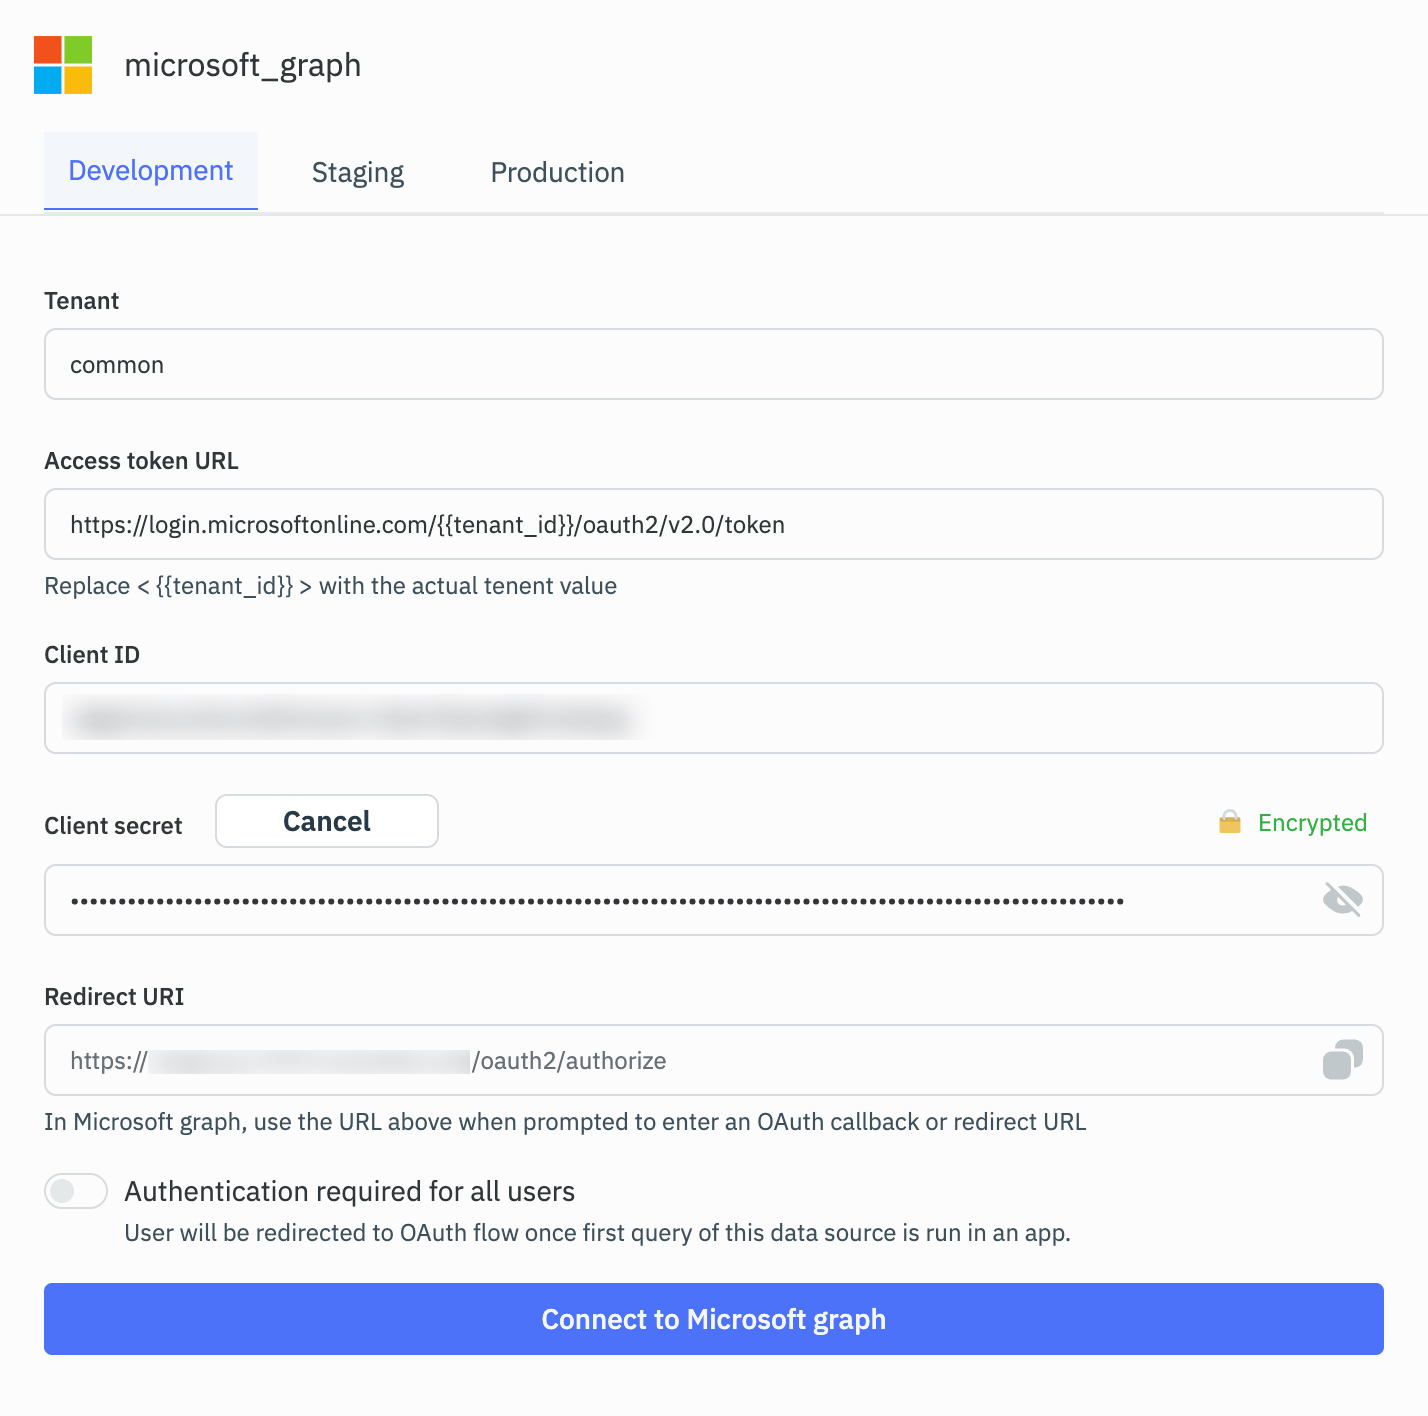 microsoft_graph
Development Staging Production
Tenant
common
Access token URL
https://login.microsoftonline.com/{{tenant_id}}/oauth2/v2.0/token
Replace < {{tenant_id}} > with the actual tenent value
Client ID
Client secret Cancel Encrypted
Redirect URI
https:// /oauth2/authorize
In Microsoft graph, use the URL above when prompted to enter an OAuth callback or redirect URL
Authentication required for all users
User will be redirected to OAuth flow once first query of this data source is run in an app.
Connect to Microsoft graph